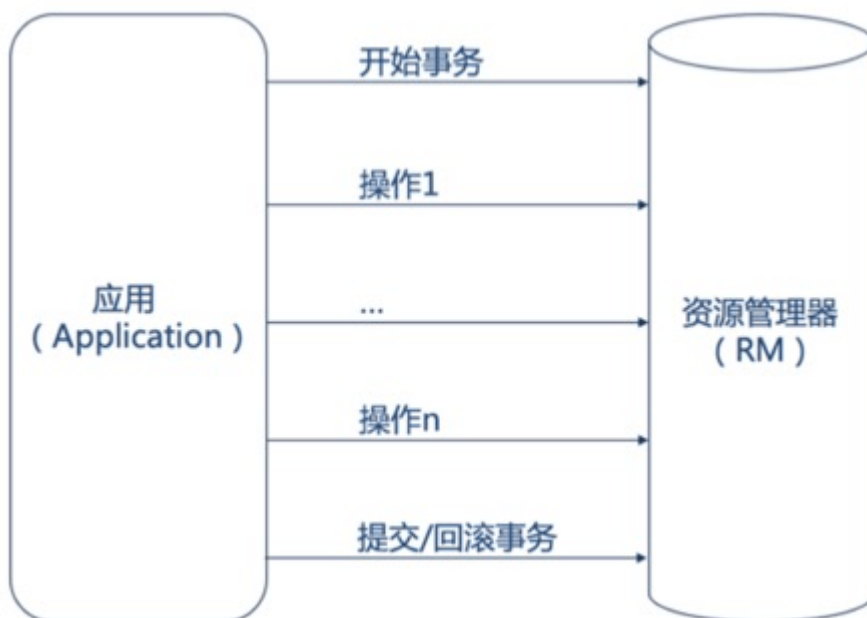 开始事务
操作1
应用
（Application）
...
资源管理器
（RM）
操作n
提交/回滚事务